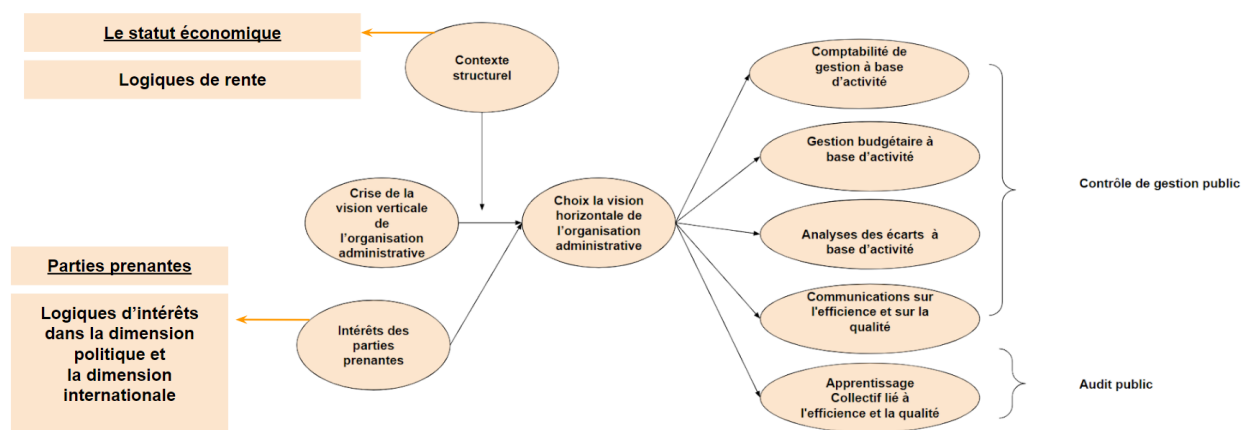 Le statut économique
Logiques de rente
Contexte
structurel
Crise de la
vision verticale
de
l'organisation
administrative
Choix la vision
horizontale de
l'organisation
administrative
Parties prenantes
Logiques d'intérêts
dans la dimension
politique et
la dimension
internationale
Intérêts des
parties
prenantes
Comptabilité de
gestion à base
d'activité
Gestion budgétaire à
base d'activité
Analyses des écarts à
base d'activité
Communications sur
l'efficience et sur la
qualité
Apprentissage
Collectif lié à
l'efficience et la qualité
Contrôle de gestion public
Audit public